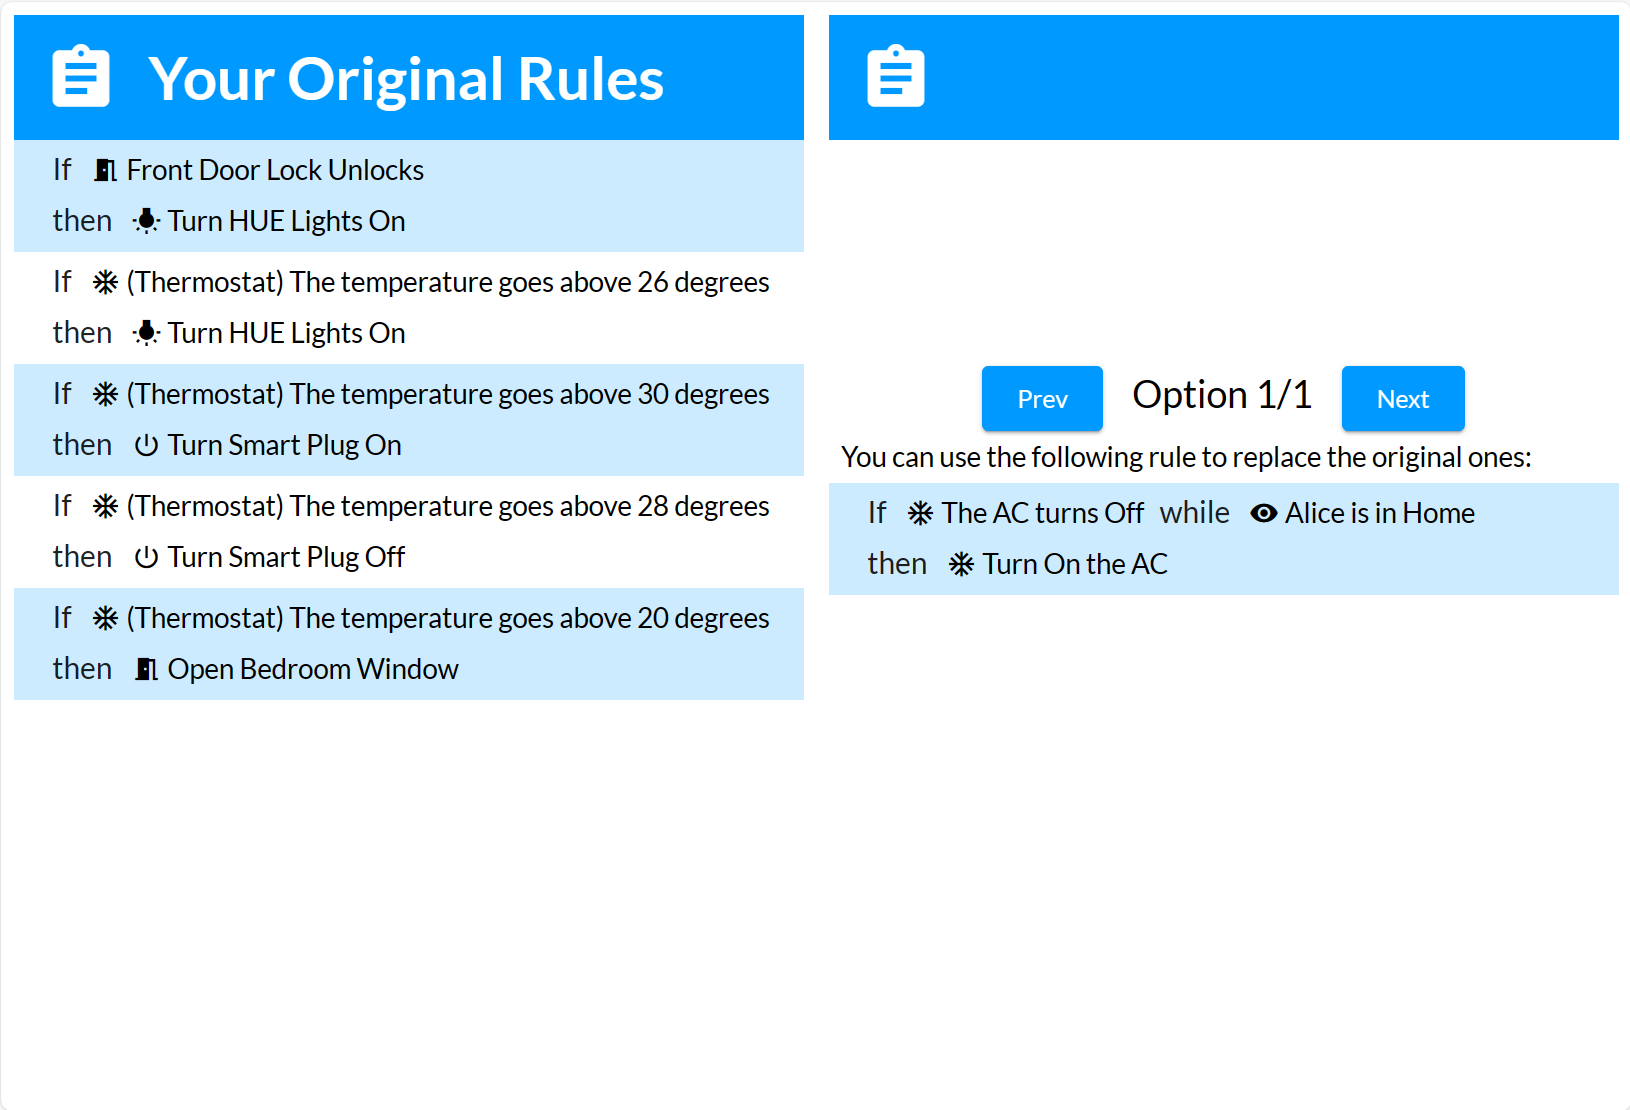 Your Original Rules
If Front Door Lock Unlocks
then Turn HUE Lights On
If (Thermostat) The temperature goes above 26 degrees
then Turn HUE Lights On
If (Thermostat) The temperature goes above 30 degrees
then Turn Smart Plug On
If (Thermostat) The temperature goes above 28 degrees
then Turn Smart Plug Off
If (Thermostat) The temperature goes above 20 degrees
then Open Bedroom Window
Prev Option 1/1 Next
You can use the following rule to replace the original ones:
If The AC turns Off while Alice is in Home
then Turn On the AC